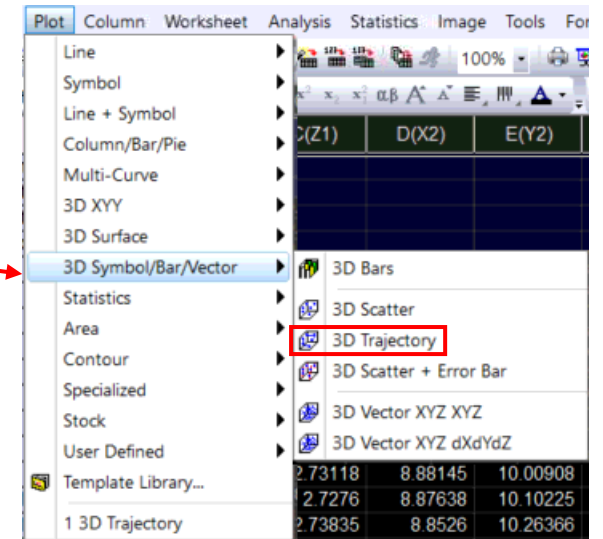 Plot Column Worksheet Analysis Statistics Image Tools
Line
100%
Symbol
αβ
Line + Symbol
Column/Bar/Pie
(Z1) D(X2) E(Y2)
Multi-Curve
3D XYY
3D Surface
3D Symbol/Bar/Vector
3D Bars
Statistics
3D Scatter
Area
3D Trajectory
Contour
3D Scatter + Error Bar
Specialized
Stock
3D Vector XYZ XYZ
User Defined
3D Vector XYZ dXdYdZ
Template Library... 2.73118 8.88145 10.00908
2.7276 8.87638 10.10225
1 3D Trajectory 2.73835 8.8526 10.26366